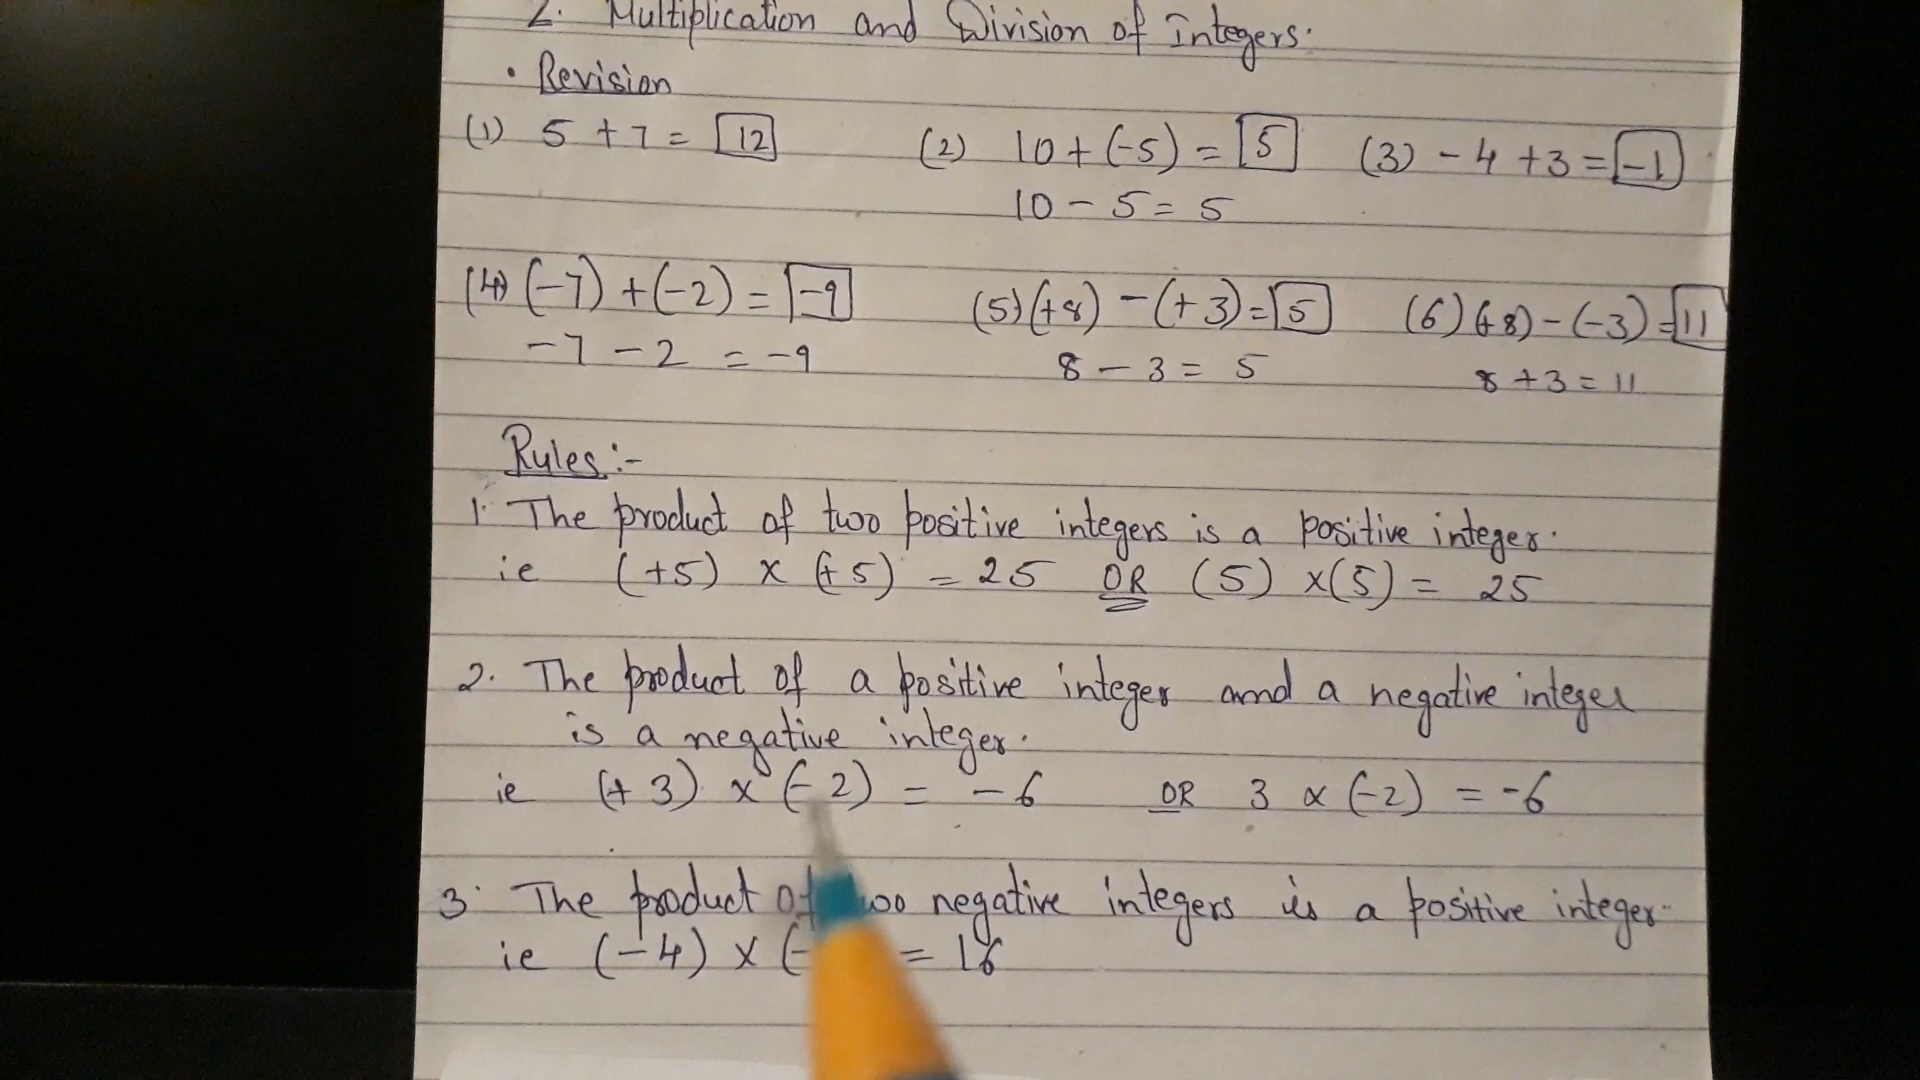 2. Multiplication and Division of Integers.
• Revision
(1) 5 + 7 = 12 (2) 10 + (-5) = 5 (3) - 4 + 3 = -1
10 - 5 = 5
(4) (-7) + (-2) = -9 (5) (+8) - (+3) = 5 (6) (+8) - (-3) = 11
-7 - 2 = -9 8 - 3 = 5 8 + 3 = 11
Rules :-
1. The product of two positive integers is a positive integer.
ie (+5) x (+5) = 25 OR (5) x (5) = 25
2. The product of a positive integer and a negative integer
is a negative integer.
ie (+3) x (-2) = -6 OR 3 x (-2) = -6
3. The product of two negative integers is a positive integer.
ie (-4) x (- = 16